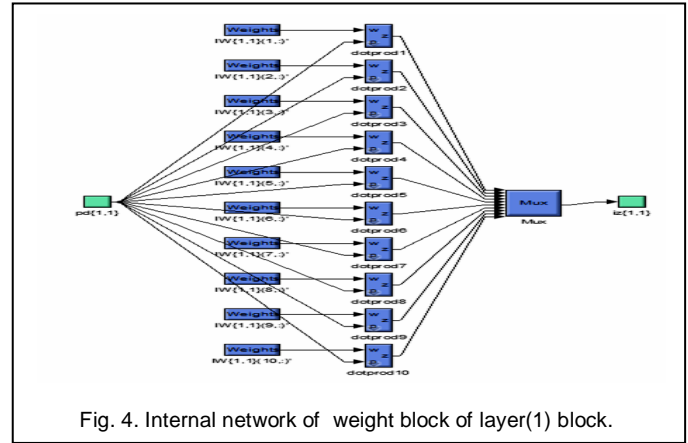 Weights
w
z
p
IW{1,1}(1,:)'
dotprod1
Weights
w
z
p
IW{1,1}(2,:)'
dotprod2
Weights
w
z
p
IW{1,1}(3,:)'
dotprod3
Weights
w
z
p
IW{1,1}(4,:)'
dotprod4
Weights
w
z
p
IW{1,1}(5,:)'
dotprod5
pd{1,1}
Mux
Mux
iz{1,1}
Weights
w
z
p
IW{1,1}(6,:)'
dotprod6
Weights
w
z
p
IW{1,1}(7,:)'
dotprod7
Weights
w
z
p
IW{1,1}(8,:)'
dotprod8
Weights
w
z
p
IW{1,1}(9,:)'
dotprod9
Weights
w
z
p
IW{1,1}(10,:)'
dotprod10
Fig. 4. Internal network of weight block of layer(1) block.